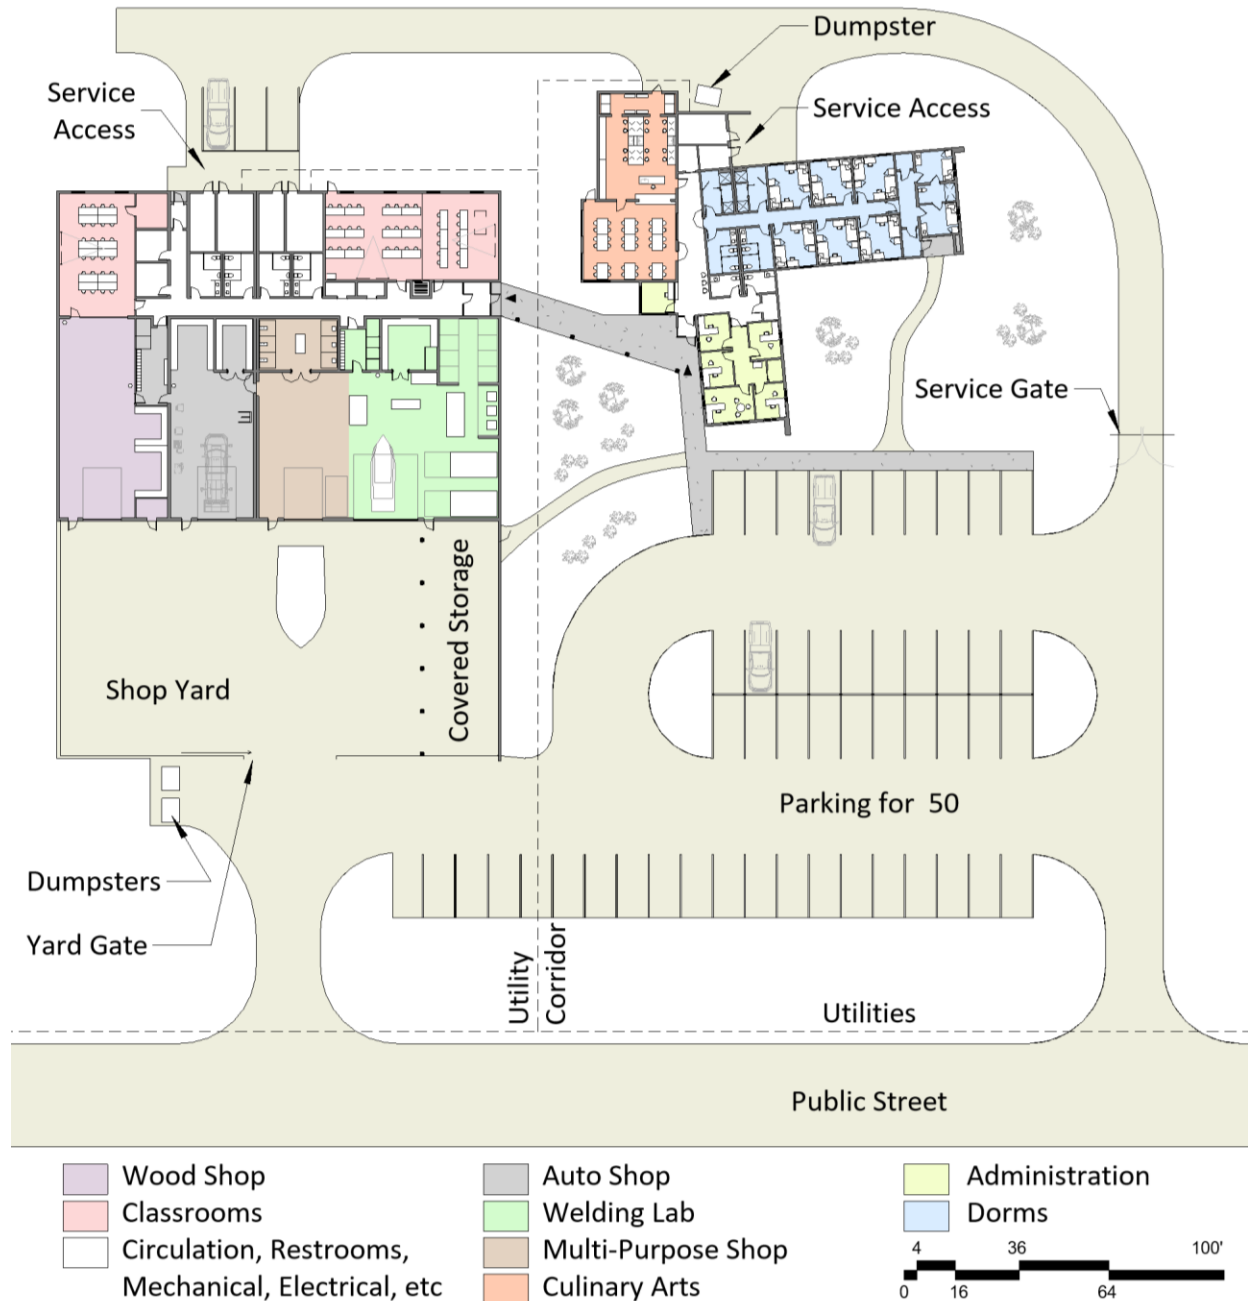 Dumpster
Service
Access
Service Access
Service Gate
Covered Storage
Shop Yard
Parking for 50
Dumpsters
Yard Gate
Utility
Corridor
Utilities
Public Street
Wood Shop
Classrooms
Circulation, Restrooms,
Mechanical, Electrical, etc
Auto Shop
Welding Lab
Multi-Purpose Shop
Culinary Arts
Administration
Dorms
4 36 100'
0 16 64